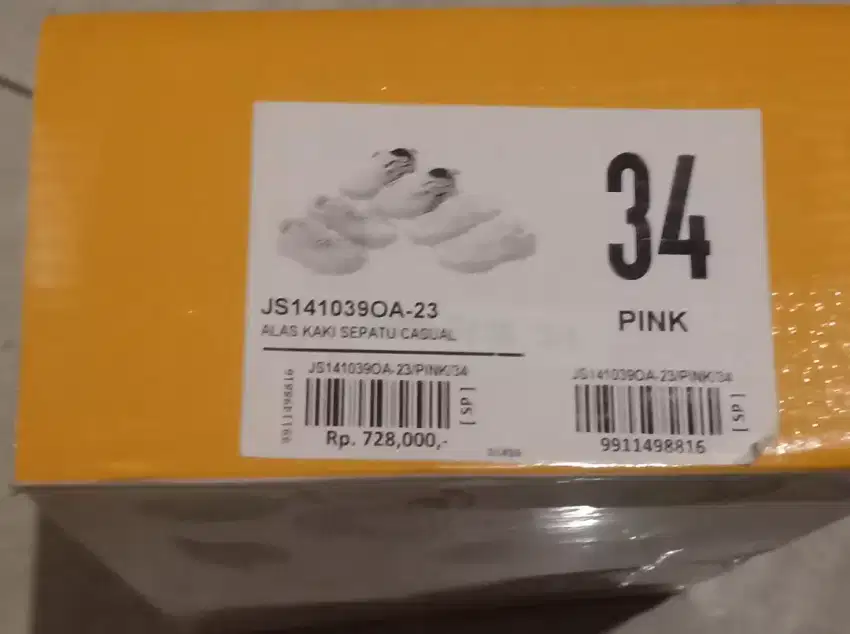 34
JS141039OA-23
ALAS KAKI SEPATU CASUAL
PINK
JS141039OA-23/PINK/34
[ SP ]
Rp. 728,000,-
JS141039OA-23/PINK/34
[ SP ]
9911498816